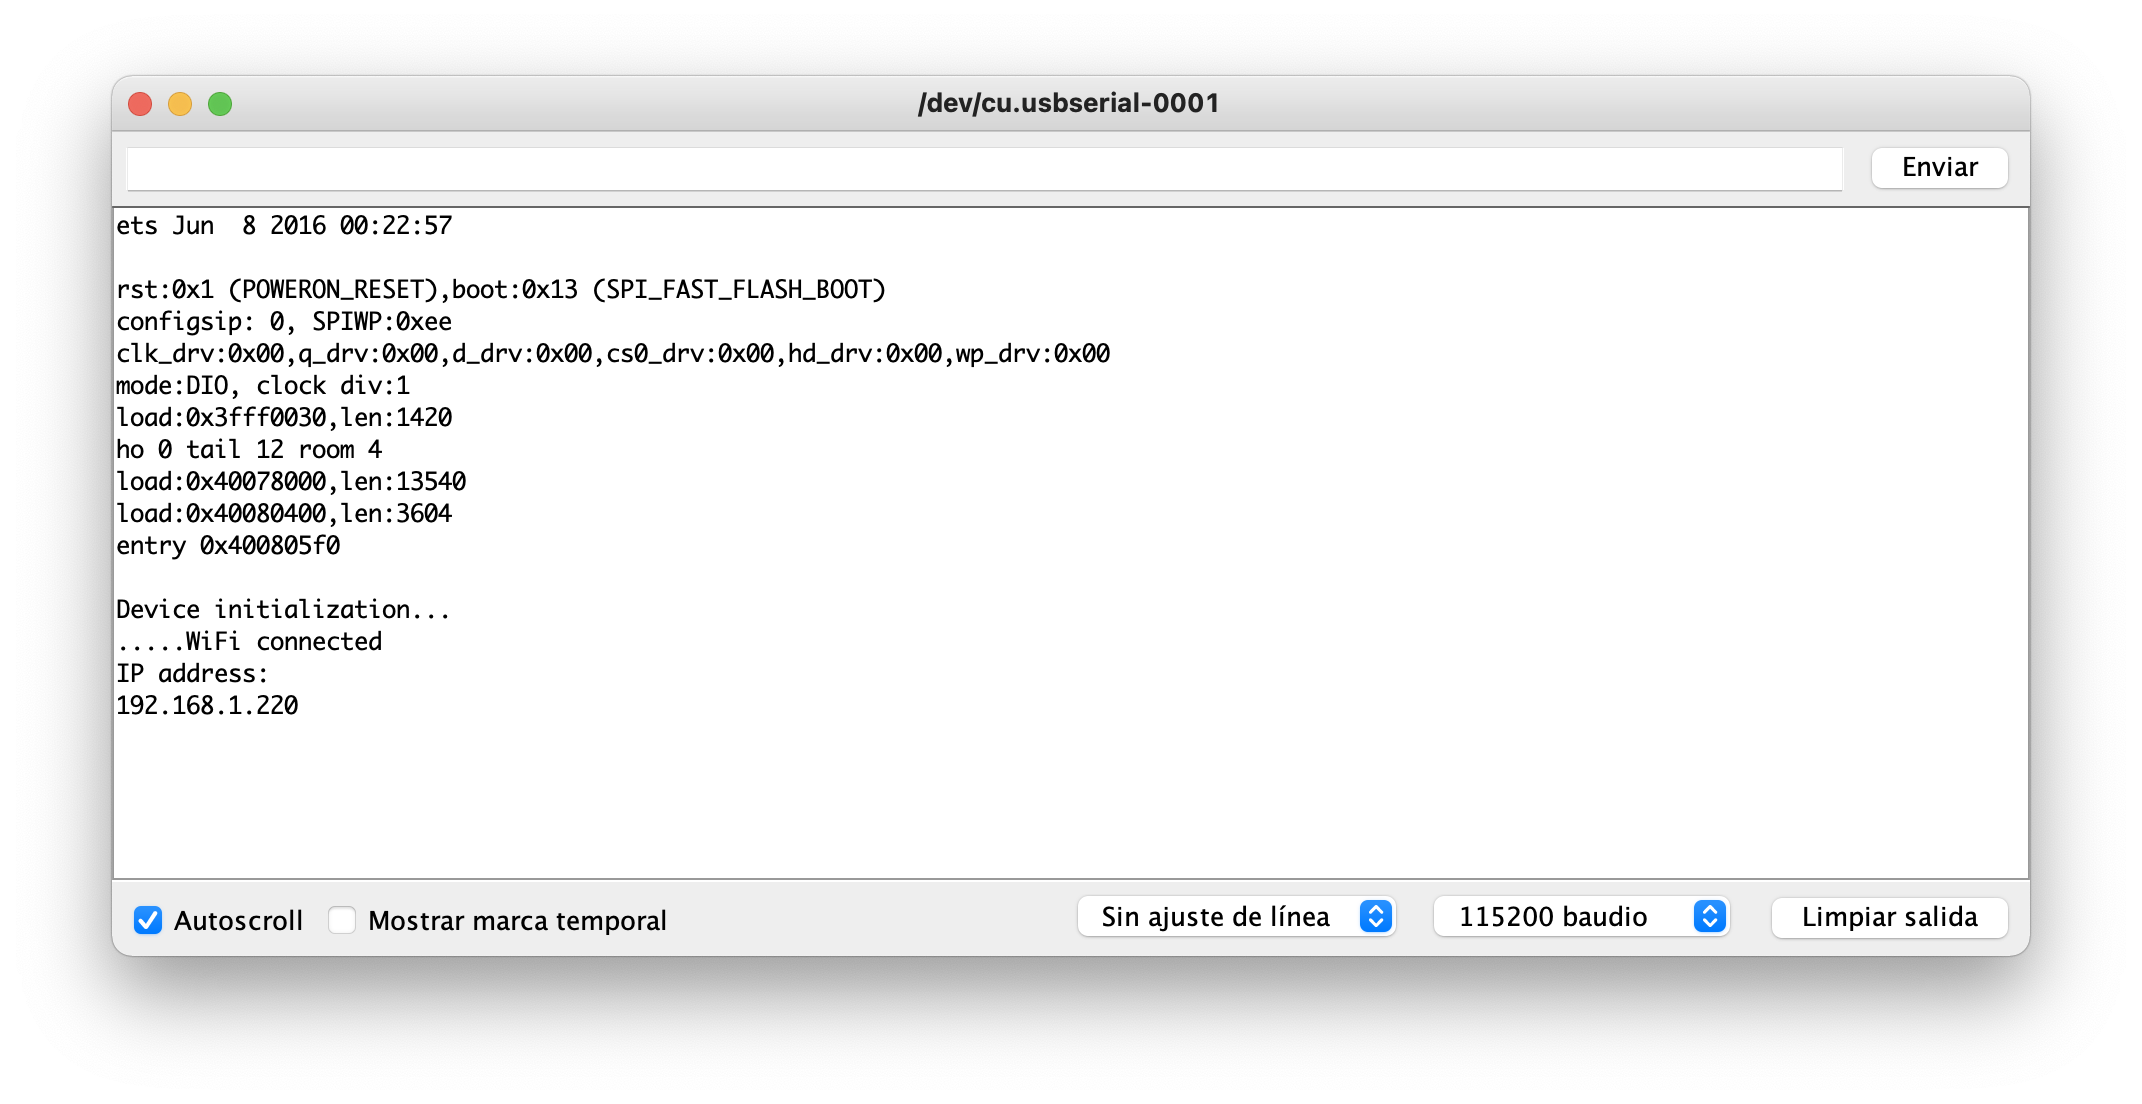 /dev/cu.usbserial-0001
Enviar
ets Jun  8 2016 00:22:57
rst:0x1 (POWERON_RESET),boot:0x13 (SPI_FAST_FLASH_BOOT)
configsip: 0, SPIWP:0xee
clk_drv:0x00,q_drv:0x00,d_drv:0x00,cs0_drv:0x00,hd_drv:0x00,wp_drv:0x00
mode:DIO, clock div:1
load:0x3fff0030,len:1420
ho 0 tail 12 room 4
load:0x40078000,len:13540
load:0x40080400,len:3604
entry 0x400805f0
Device initialization...
.....WiFi connected
IP address:
192.168.1.220
Autoscroll Mostrar marca temporal Sin ajuste de línea 115200 baudio Limpiar salida